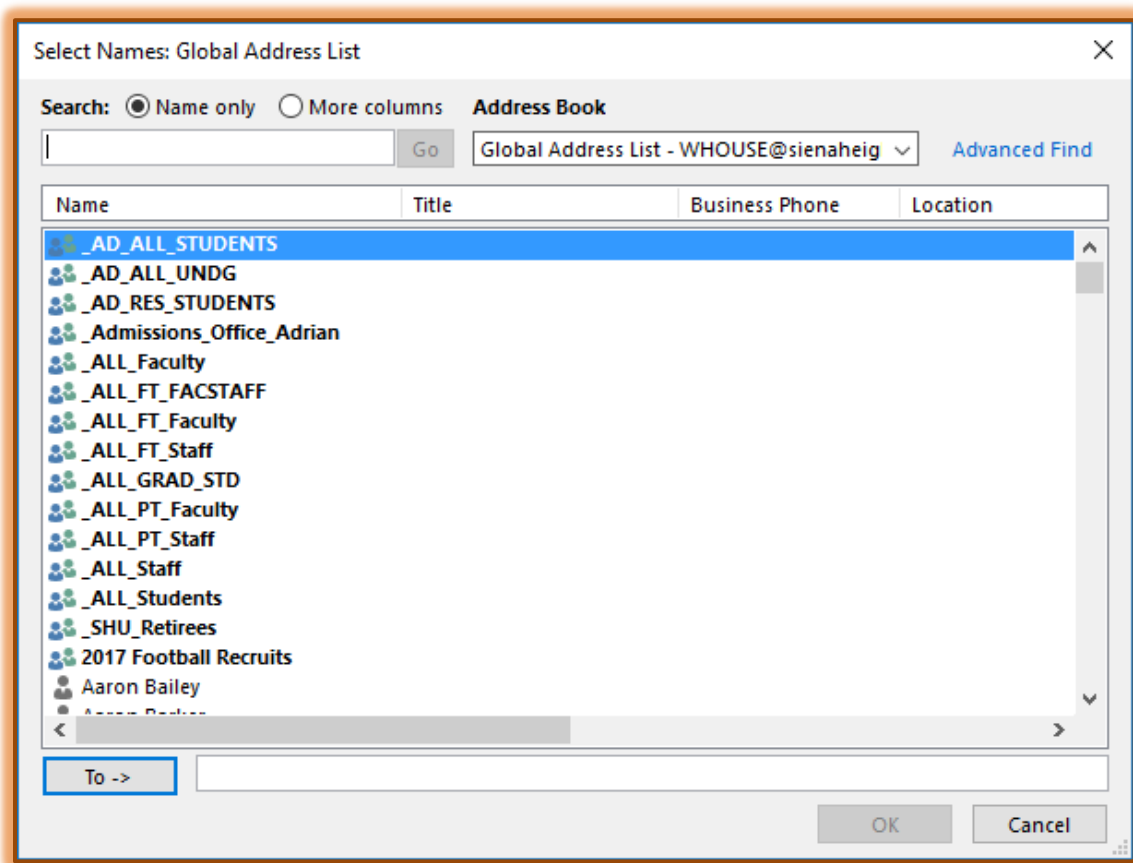 Select Names: Global Address List
Search: Name only More columns Address Book
Go Global Address List - WHOUSE@sienaheig Advanced Find
Name Title Business Phone Location
_AD_ALL_STUDENTS
_AD_ALL_UNDG
_AD_RES_STUDENTS
_Admissions_Office_Adrian
_ALL_Faculty
_ALL_FT_FACSTAFF
_ALL_FT_Faculty
_ALL_FT_Staff
_ALL_GRAD_STD
_ALL_PT_Faculty
_ALL_PT_Staff
_ALL_Staff
_ALL_Students
_SHU_Retirees
2017 Football Recruits
Aaron Bailey
To ->
OK Cancel